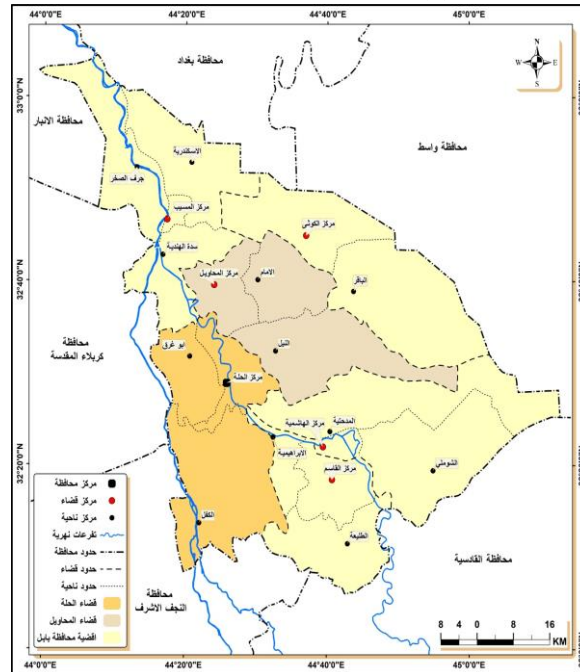 44°0'0"E
44°20'0"E
44°40'0"E
45°0'0"E
محافظة بغداد
N
W
E
S
33°0'0"N
محافظة الانبار
محافظة واسط
الاسكندرية
جرف الصخر
مركز المسيب
مركز الكوثى
سدة الهندية
الامام
مركز المحاويل
الباقر
32°40'0"N
محافظة
كربلاء المقدسة
ابو غرق
النيل
مركز الحلة
مركز الهاشمية
المدحتية
الابراهيمية
مركز القاسم
الشوملي
32°20'0"N
الكفل
الطليعة
محافظة القادسية
محافظة
النجف الاشرف
مركز محافظة
مركز قضاء
مركز ناحية
تفرعات نهرية
حدود محافظة
حدود قضاء
حدود ناحية
قضاء الحلة
قضاء المحاويل
اقضية محافظة بابل
8 4 0 8 16
KM
44°0'0"E
44°20'0"E
44°40'0"E
45°0'0"E